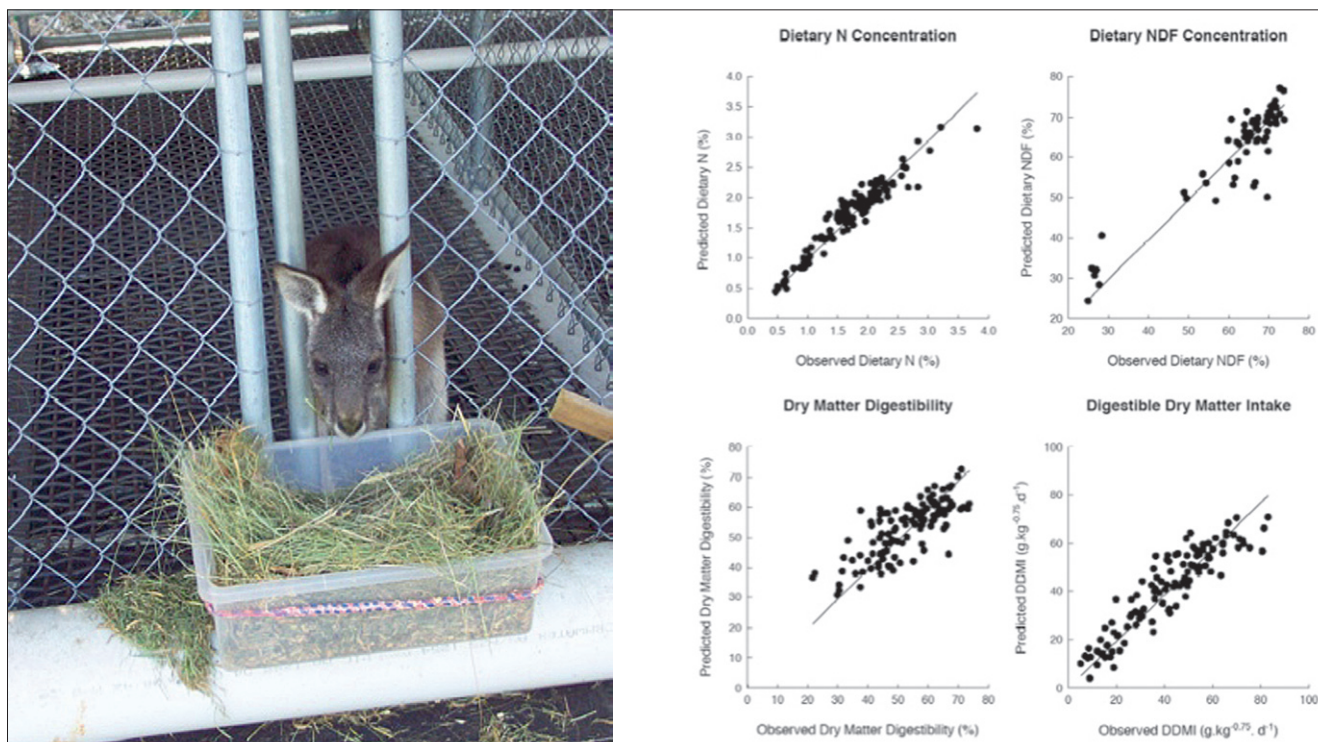 Dietary N Concentration
4.0
3.5
3.0
2.5
2.0
1.5
1.0
0.5
0.0
0.0 0.5 1.0 1.5 2.0 2.5 3.0 3.5 4.0
Predicted Dietary N (%)
Observed Dietary N (%)
Dietary NDF Concentration
80
70
60
50
40
30
20
20 30 40 50 60 70 80
Predicted Dietary NDF (%)
Observed Dietary NDF (%)
Dry Matter Digestibility
80
70
60
50
40
30
20
10
0
0 10 20 30 40 50 60 70 80
Predicted Dry Matter Digestibility (%)
Observed Dry Matter Digestibility (%)
Digestible Dry Matter Intake
100
80
60
40
20
0
0 20 40 60 80 100
Predicted DDMI (g.kg⁻⁰·⁷⁵.d⁻¹)
Observed DDMI (g.kg⁻⁰·⁷⁵. d⁻¹)